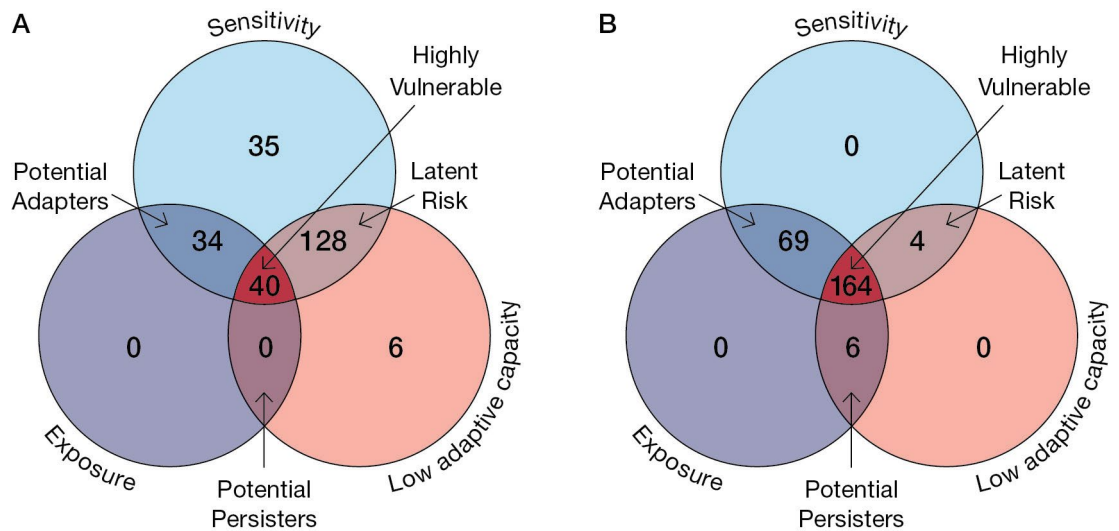 A
Sensitivity
Highly
Vulnerable
35
Potential
Adapters
Latent
Risk
34
128
40
0
0
6
Exposure
Low adaptive capacity
Potential
Persisters
B
Sensitivity
Highly
Vulnerable
0
Potential
Adapters
Latent
Risk
69
4
164
0
6
0
Exposure
Low adaptive capacity
Potential
Persisters